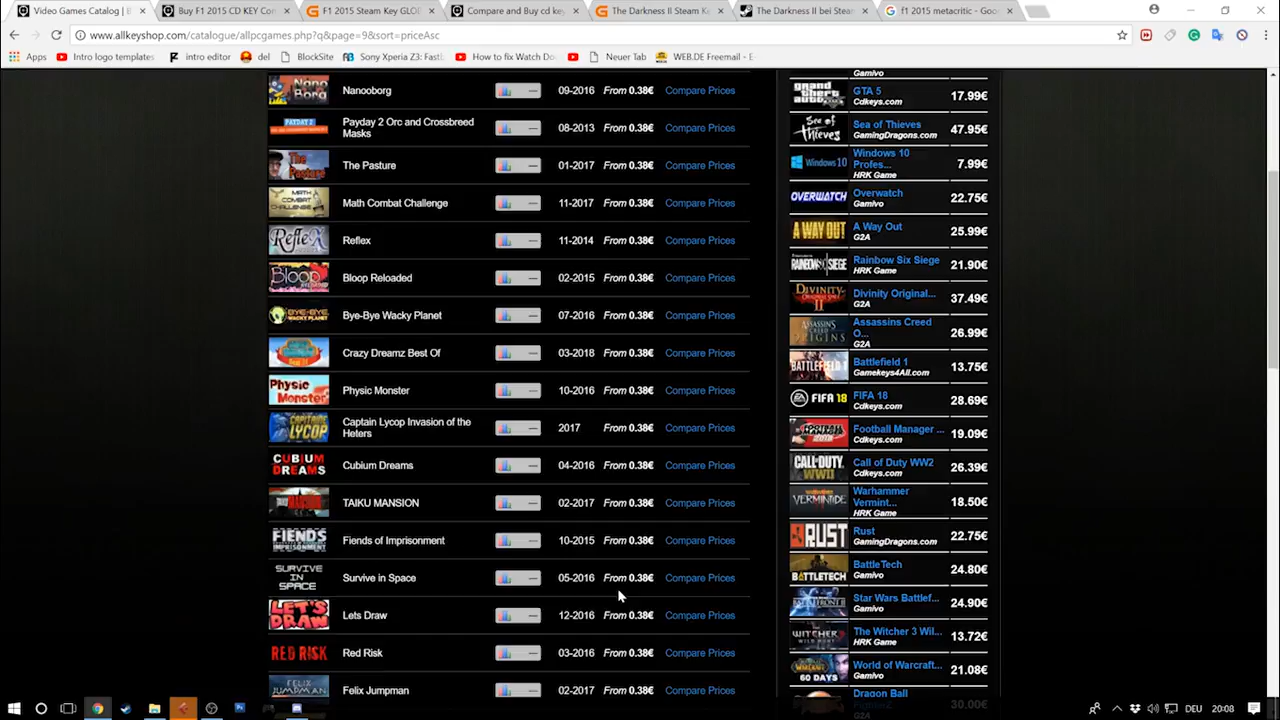 Video Games Catalog | B
Buy F1 2015 CD KEY Com
F1 2015 Steam Key GLO
Compare and Buy cd key
The Darkness II Steam Ke
The Darkness II bei Steam
f1 2015 metacritic - Goo
www.allkeyshop.com/catalogue/allpcgames.php?q&page=9&sort=priceAsc
Apps
Intro logo templates
intro editor
del
BlockSite
Sony Xperia Z3: Fasts
How to fix Watch Do
Neuer Tab
WEB.DE Freemail - E
Nanooborg 09-2016 From 0.38€ Compare Prices
Payday 2 Orc and Crossbreed
Masks
08-2013 From 0.38€ Compare Prices
The Pasture 01-2017 From 0.38€ Compare Prices
Math Combat Challenge 11-2017 From 0.38€ Compare Prices
Reflex 11-2014 From 0.38€ Compare Prices
Bloop Reloaded 02-2015 From 0.38€ Compare Prices
Bye-Bye Wacky Planet 07-2016 From 0.38€ Compare Prices
Crazy Dreamz Best Of From 0.38€ Compare Prices
Physic Monster From 0.38€ Compare Prices
Captain Lycop Invasion of the
Heters
2017 From 0.38€ Compare Prices
Cubium Dreams From 0.38€ Compare Prices
TAIKU MANSION 02-2017 From 0.38€ Compare Prices
Fiends of Imprisonment 10-2015 From 0.38€ Compare Prices
Survive in Space From 0.38€ Compare Prices
Lets Draw 12-2016 From 0.38€ Compare Prices
Red Risk From 0.38€ Compare Prices
Felix Jumpman 02-2017 From 0.38€ Compare Prices
Gamivo
GTA 5
Cdkeys.com
17.99€
Sea of Thieves
GamingDragons.com
47.95€
Windows 10
Profes...
HRK Game
7.99€
Overwatch
Gamivo
22.75€
A Way Out
G2A
25.99€
Rainbow Six Siege
HRK Game
21.90€
Divinity Original...
G2A
37.49€
Assassins Creed
O...
G2A
26.99€
Battlefield 1
Gamekeys4All.com
13.75€
FIFA 18
Cdkeys.com
28.69€
Football Manager ...
Cdkeys.com
19.09€
Call of Duty WW2
Cdkeys.com
26.39€
Warhammer
Vermint...
HRK Game
18.50€
Rust
GamingDragons.com
22.75€
BattleTech
Gamivo
24.80€
Star Wars Battlef...
Gamivo
24.90€
The Witcher 3 Wil...
HRK Game
13.72€
World of Warcraft...
Gamivo
21.08€
Dragon Ball
FighterZ
G2A
30.00€
DEU
20:08